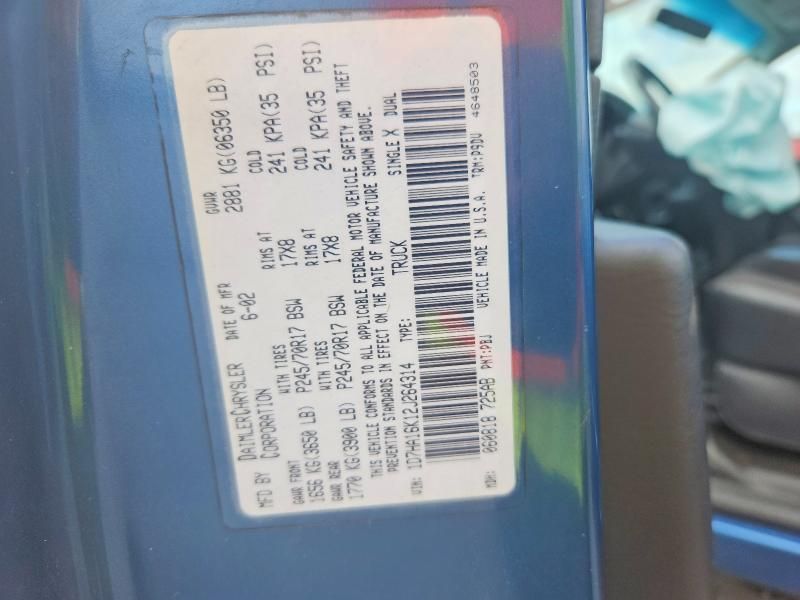 MFD BY DAIMLERCHRYSLER CORPORATION
DATE OF MFR 6-02
GVWR 2881 KG(06350 LB)
GAWR FRONT 1656 KG(3650 LB) WITH TIRES P245/70R17 BSW RIMS AT 17X8 COLD 241 KPA(35 PSI)
GAWR REAR 1770 KG(3900 LB) WITH TIRES P245/70R17 BSW RIMS AT 17X8 COLD 241 KPA(35 PSI)
THIS VEHICLE CONFORMS TO ALL APPLICABLE FEDERAL MOTOR VEHICLE SAFETY AND THEFT
PREVENTION STANDARDS IN EFFECT ON THE DATE OF MANUFACTURE SHOWN ABOVE.
VIN: 1D7HA16K12J264314 TYPE: TRUCK SINGLE X DUAL
MDH: 060818 725AB PNT:PBJ VEHICLE MADE IN U.S.A. TRM:P9DV 4648503